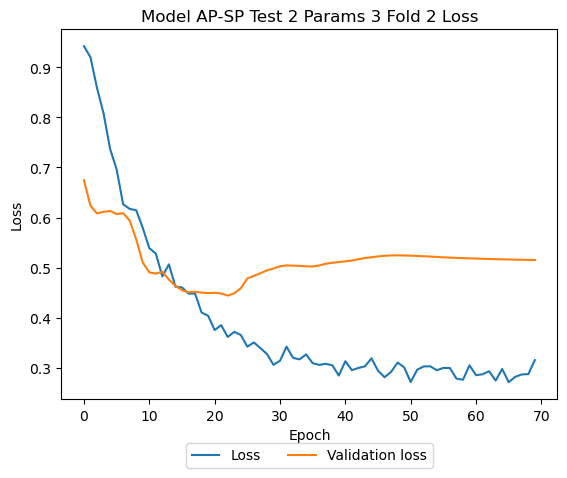 Model AP-SP Test 2 Params 3 Fold 2 Loss
Loss
0.9
0.8
0.7
0.6
0.5
0.4
0.3
0 10 20 30 40 50 60 70
Epoch
Loss Validation loss